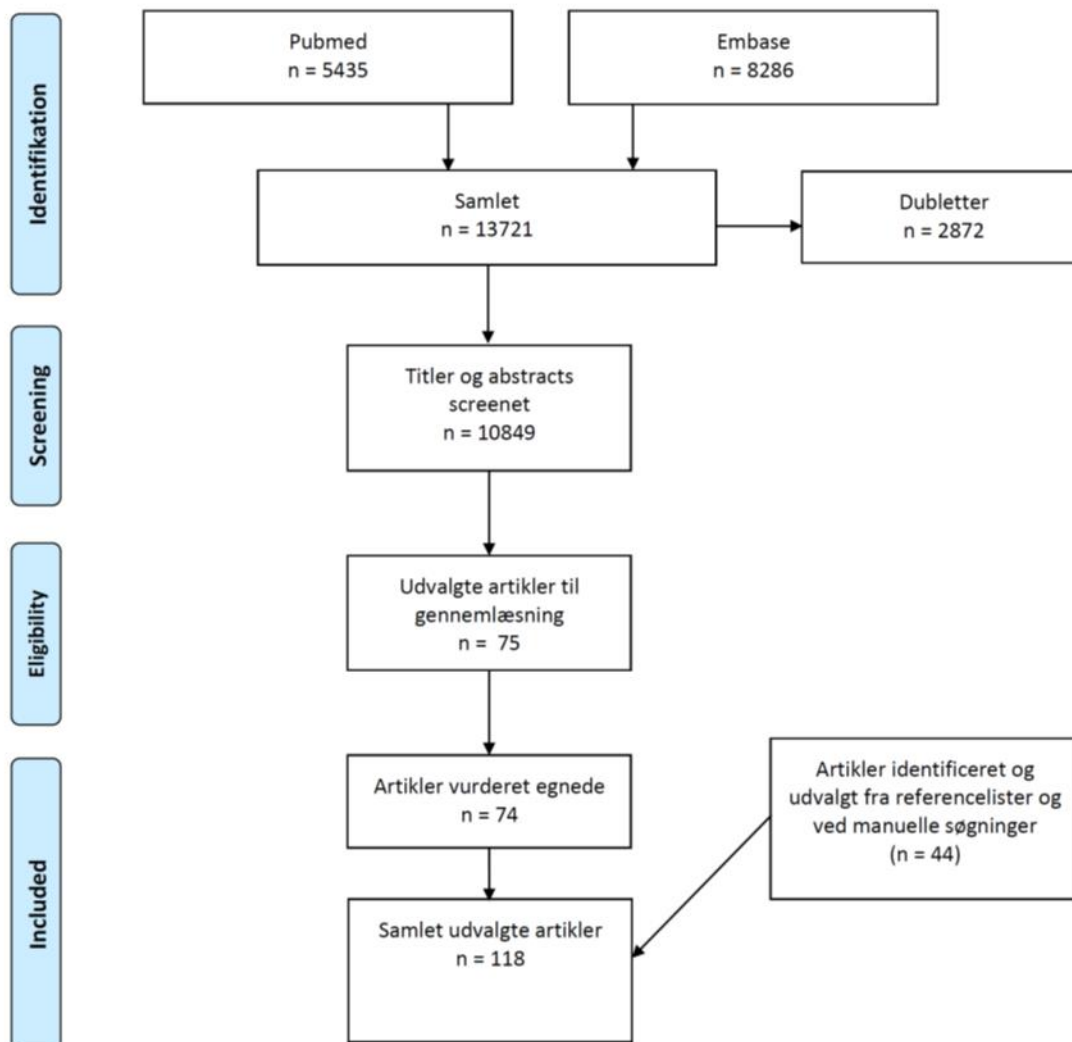 Identifikation
Pubmed
n = 5435
Embase
n = 8286
Samlet
n = 13721
Dubletter
n = 2872
Screening
Titler og abstracts
screenet
n = 10849
Eligibility
Udvalgte artikler til
gennemlæsning
n = 75
Included
Artikler vurderet egnede
n = 74
Artikler identificeret og
udvalgt fra referencelister og
ved manuelle søgninger
(n = 44)
Samlet udvalgte artikler
n = 118